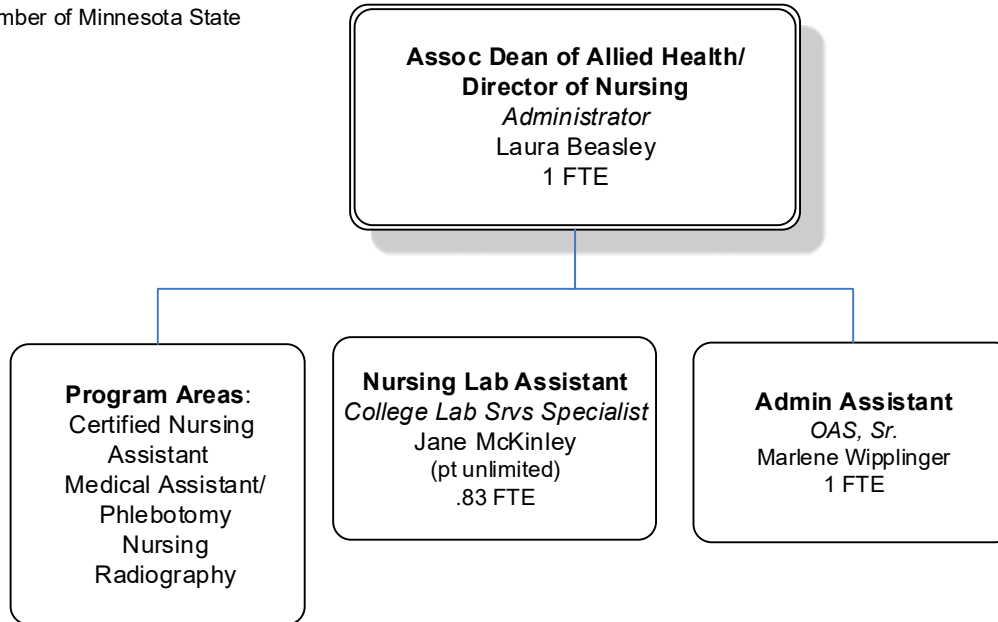 mber of Minnesota State
Assoc Dean of Allied Health/
Director of Nursing
Administrator
Laura Beasley
1 FTE
Program Areas:
Certified Nursing
Assistant
Medical Assistant/
Phlebotomy
Nursing
Radiography
Nursing Lab Assistant
College Lab Srvs Specialist
Jane McKinley
(pt unlimited)
.83 FTE
Admin Assistant
OAS, Sr.
Marlene Wipplinger
1 FTE